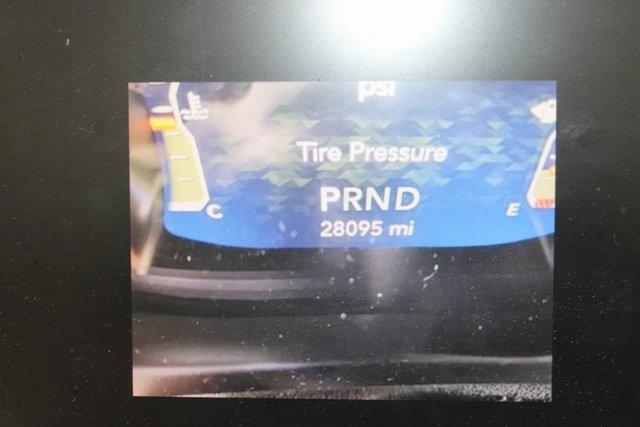 psi
Tire Pressure
PRND
C
E
28095 mi